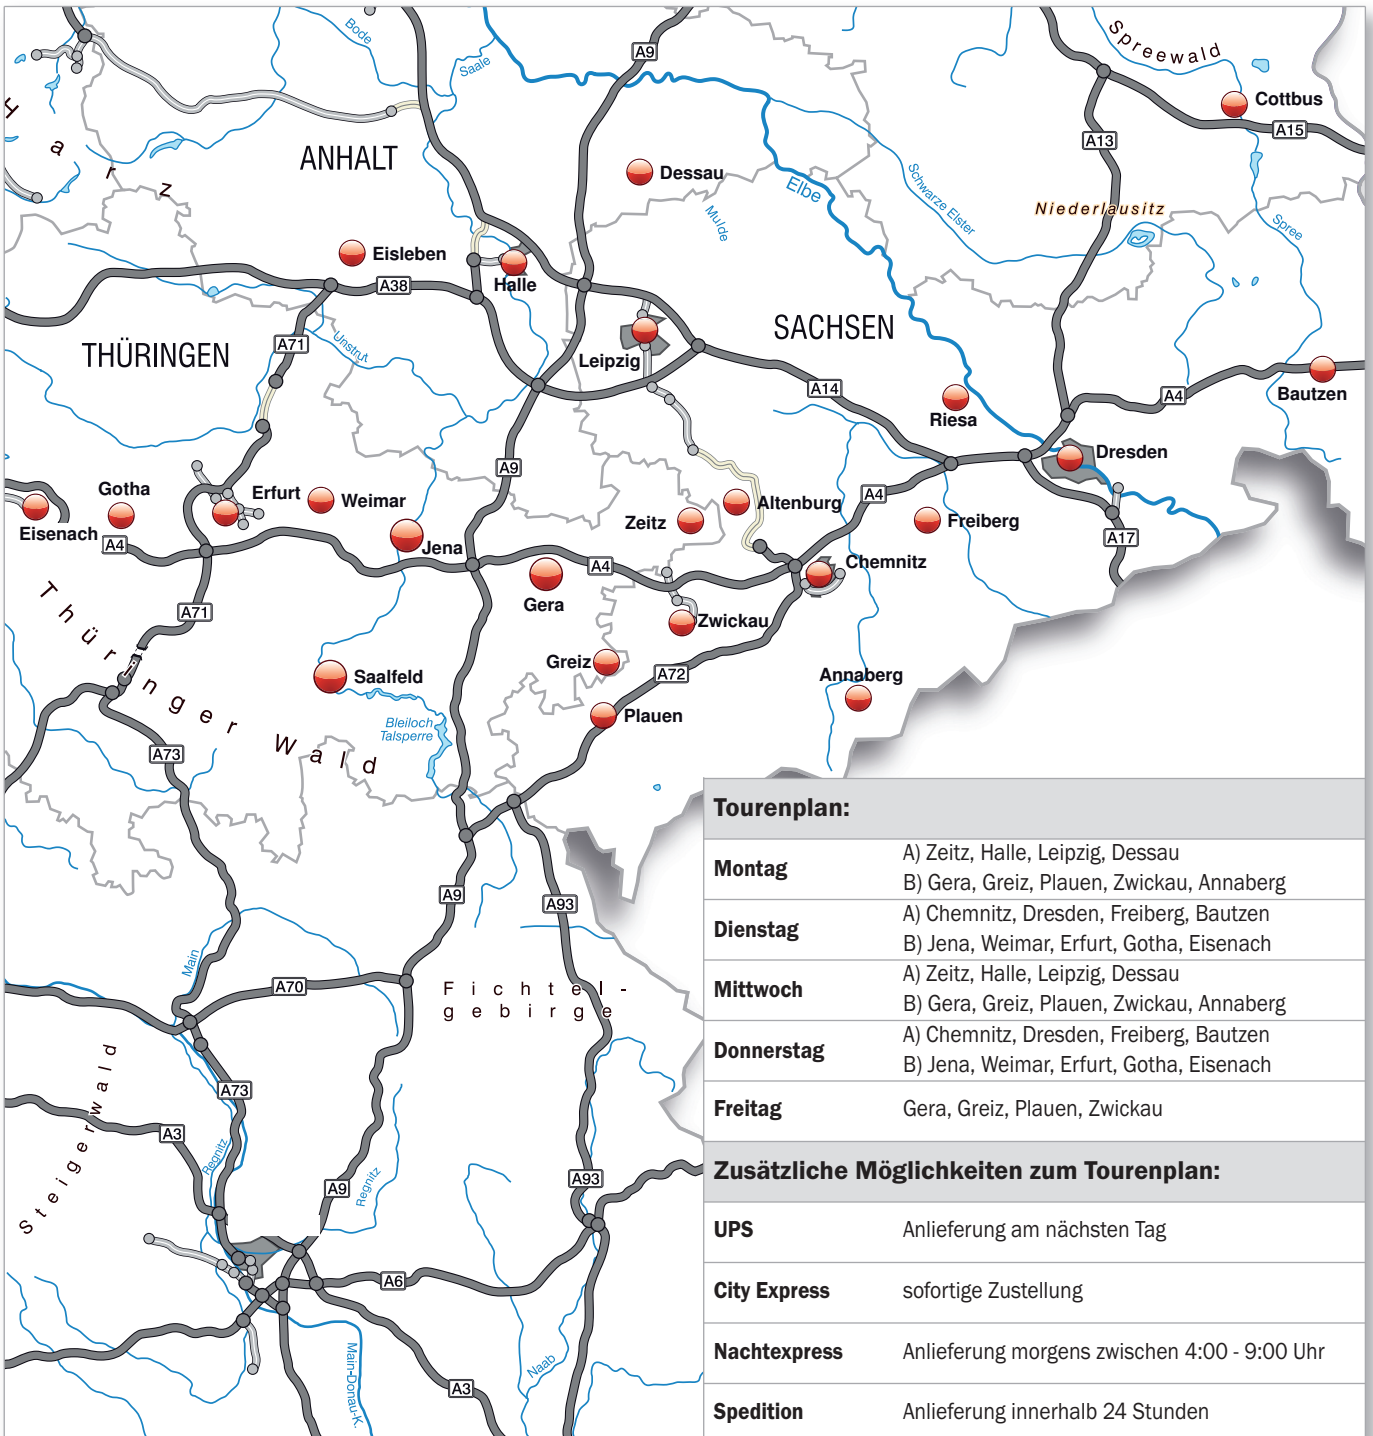 Bode
Saale
A9
Spreewald
Cottbus
A15
A13
Harz
ANHALT
Dessau
Elbe
Mulde
Schwarze Elster
Niederlausitz
Spree
Eisleben
Halle
A38
SACHSEN
THÜRINGEN
A71
Unstrut
Leipzig
A14
Riesa
A4
Bautzen
Dresden
A9
Gotha
Erfurt
Weimar
Altenburg
A4
Zeitz
Freiberg
Eisenach
A4
Jena
A17
A4
Chemnitz
Gera
A71
Zwickau
Thüringer Wald
Greiz
A72
Annaberg
Saalfeld
Plauen
Bleiloch
Talsperre
A73
A9
A93
Main
A70
Fichtel-
gebirge
Steigerwald
A73
A3
Regnitz
A9
Regnitz
A93
A6
Main-Donau-K.
Naab
A3
Tourenplan:
Montag
A) Zeitz, Halle, Leipzig, Dessau
B) Gera, Greiz, Plauen, Zwickau, Annaberg
Dienstag
A) Chemnitz, Dresden, Freiberg, Bautzen
B) Jena, Weimar, Erfurt, Gotha, Eisenach
Mittwoch
A) Zeitz, Halle, Leipzig, Dessau
B) Gera, Greiz, Plauen, Zwickau, Annaberg
Donnerstag
A) Chemnitz, Dresden, Freiberg, Bautzen
B) Jena, Weimar, Erfurt, Gotha, Eisenach
Freitag
Gera, Greiz, Plauen, Zwickau
Zusätzliche Möglichkeiten zum Tourenplan:
UPS
Anlieferung am nächsten Tag
City Express
sofortige Zustellung
Nachtexpress
Anlieferung morgens zwischen 4:00 - 9:00 Uhr
Spedition
Anlieferung innerhalb 24 Stunden